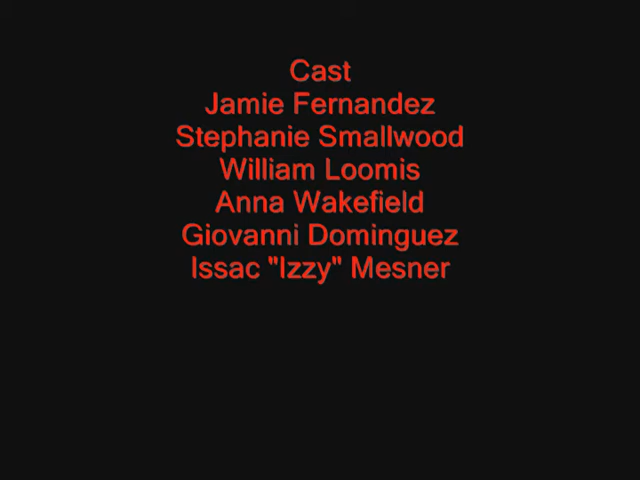 Cast
Jamie Fernandez
Stephanie Smallwood
William Loomis
Anna Wakefield
Giovanni Dominguez
Issac "Izzy" Mesner